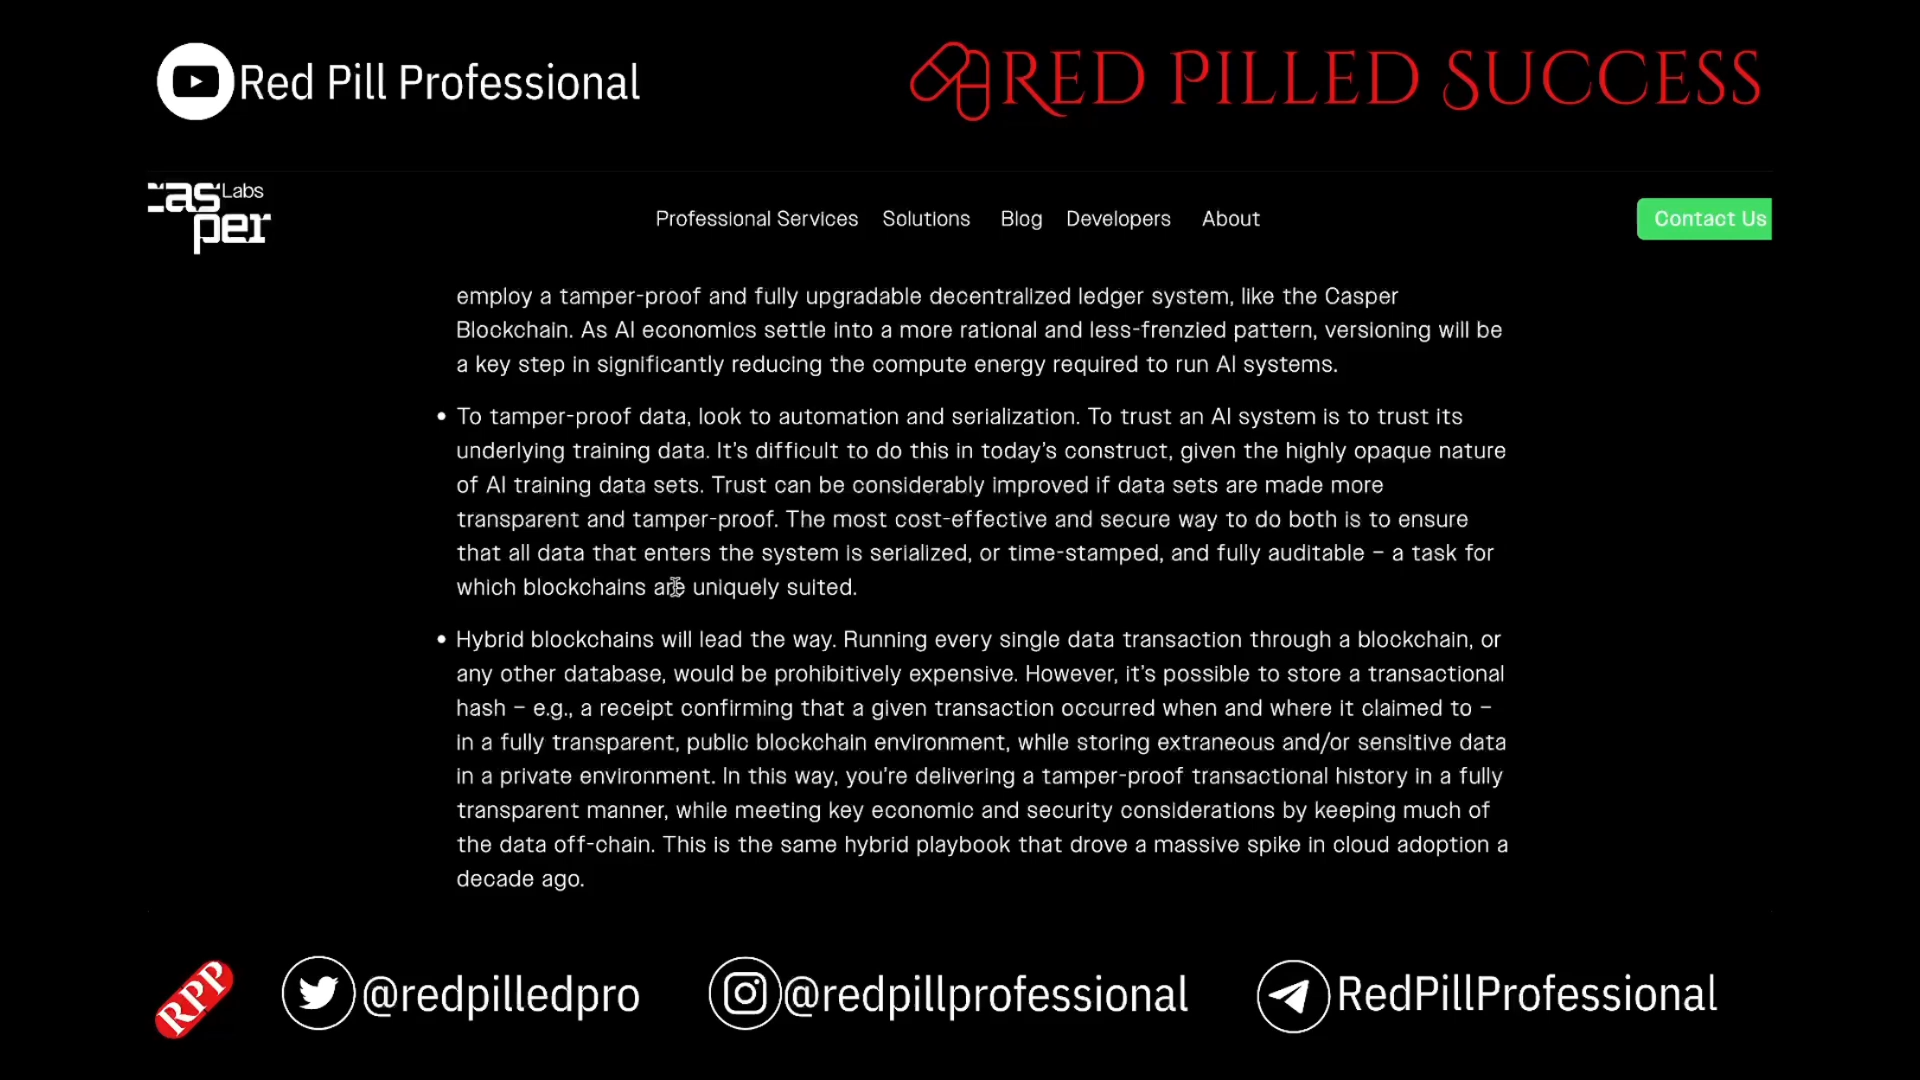 Red Pill Professional
RED PILLED SUCCESS
Casper Labs
Professional Services Solutions Blog Developers About
Contact Us
employ a tamper-proof and fully upgradable decentralized ledger system, like the Casper
Blockchain. As AI economics settle into a more rational and less-frenzied pattern, versioning will be
a key step in significantly reducing the compute energy required to run AI systems.
• To tamper-proof data, look to automation and serialization. To trust an AI system is to trust its
underlying training data. It’s difficult to do this in today’s construct, given the highly opaque nature
of AI training data sets. Trust can be considerably improved if data sets are made more
transparent and tamper-proof. The most cost-effective and secure way to do both is to ensure
that all data that enters the system is serialized, or time-stamped, and fully auditable – a task for
which blockchains are uniquely suited.
• Hybrid blockchains will lead the way. Running every single data transaction through a blockchain, or
any other database, would be prohibitively expensive. However, it’s possible to store a transactional
hash – e.g., a receipt confirming that a given transaction occurred when and where it claimed to –
in a fully transparent, public blockchain environment, while storing extraneous and/or sensitive data
in a private environment. In this way, you’re delivering a tamper-proof transactional history in a fully
transparent manner, while meeting key economic and security considerations by keeping much of
the data off-chain. This is the same hybrid playbook that drove a massive spike in cloud adoption a
decade ago.
RPP
@redpilledpro
@redpillprofessional
RedPillProfessional